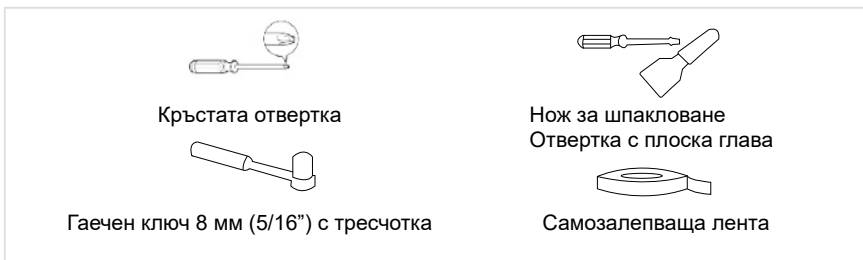 Кръстата отвертка
Нож за шпакловане
Отвертка с плоска глава
Гаечен ключ 8 мм (5/16”) с тресчотка
Самозалепваща лента